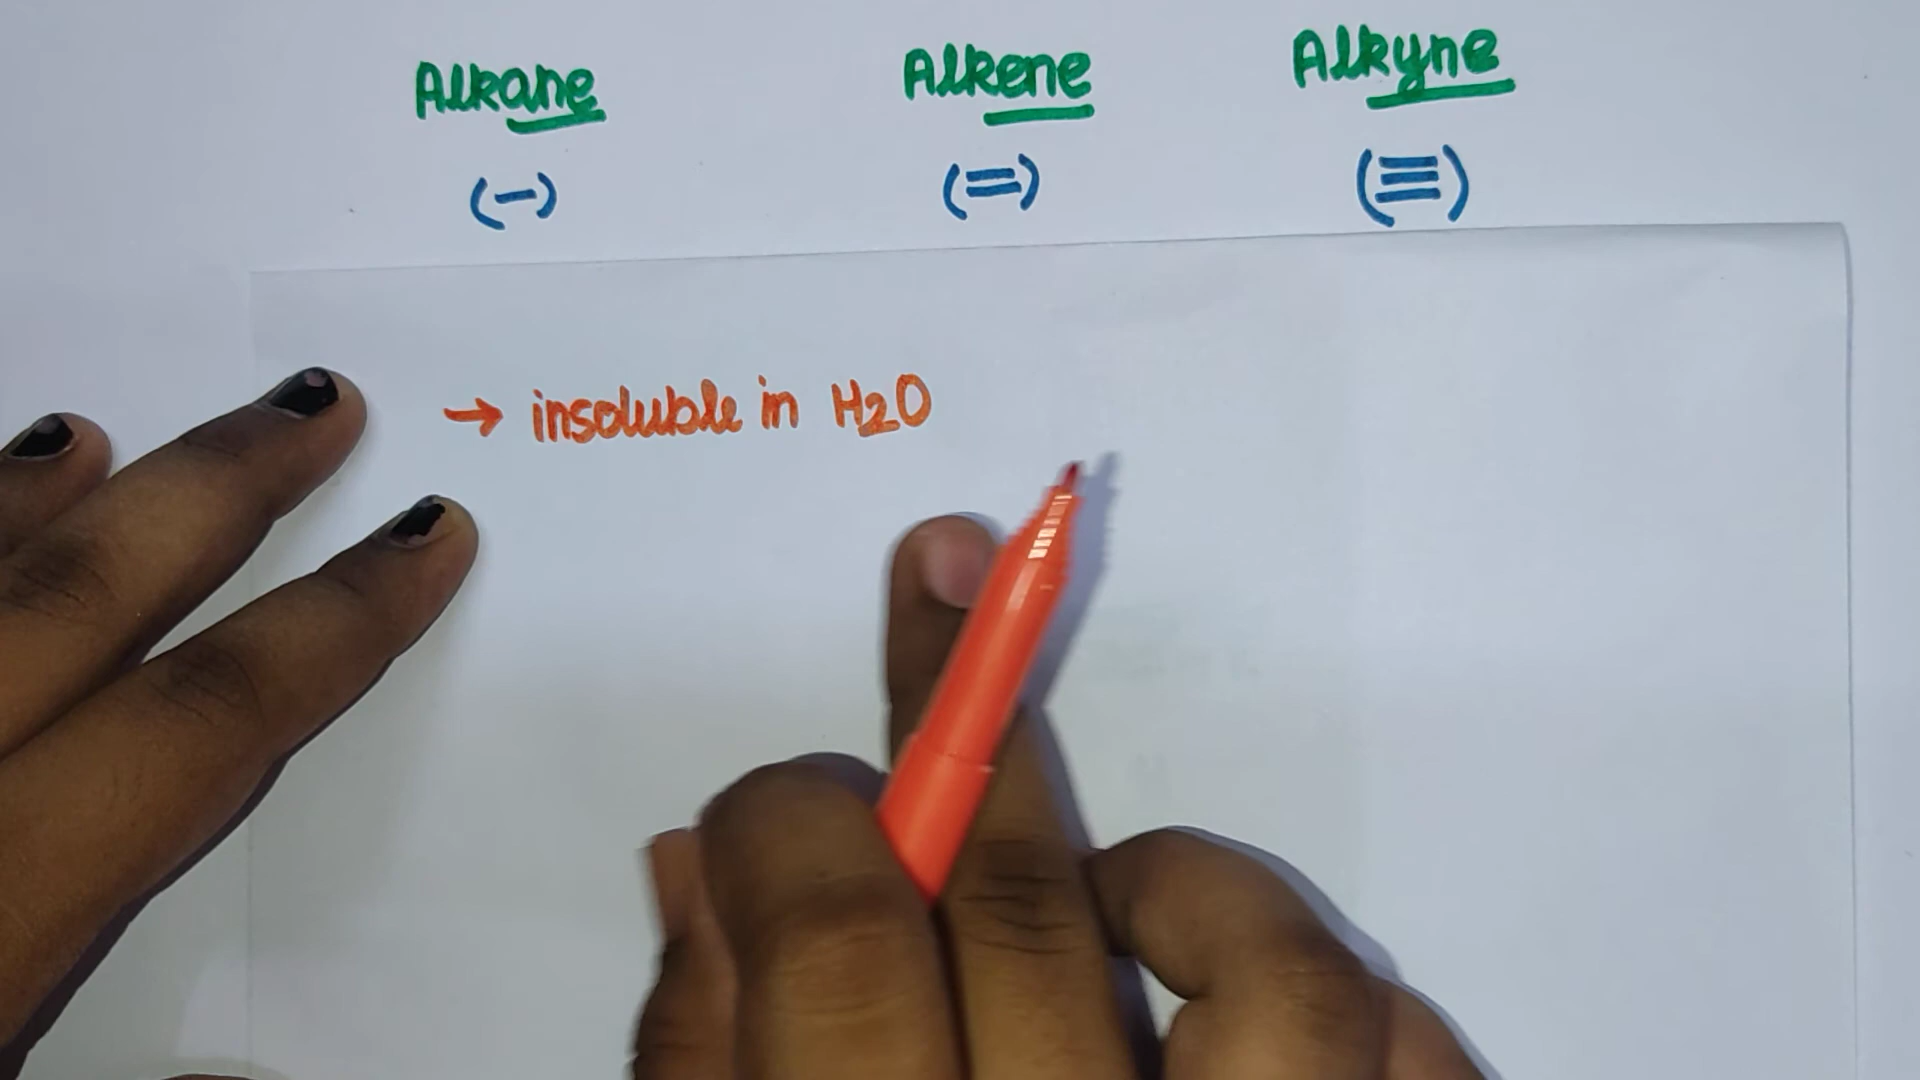 Alkane Alkene Alkyne
(-) (=) (≡)
→ insoluble in H2O